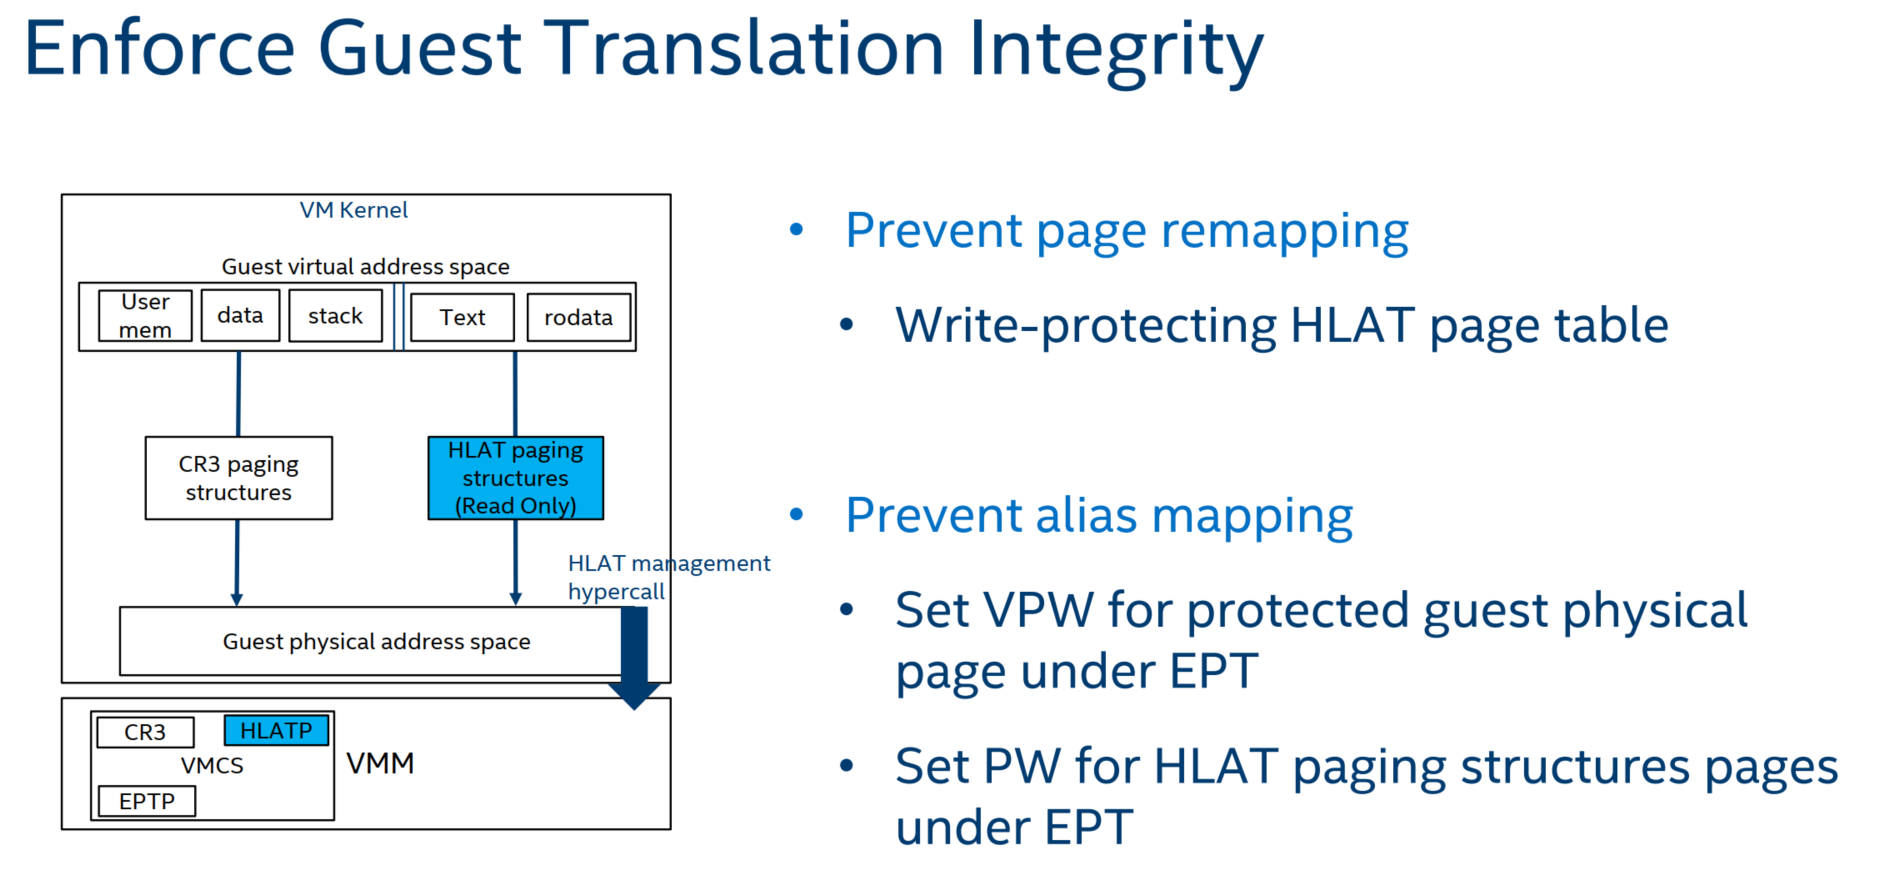 Enforce Guest Translation Integrity
VM Kernel
Guest virtual address space
User
mem
data
stack
Text
rodata
CR3 paging
structures
HLAT paging
structures
(Read Only)
HLAT management
hypercall
Guest physical address space
CR3
HLATP
VMCS
VMM
EPTP
• Prevent page remapping
• Write-protecting HLAT page table
• Prevent alias mapping
• Set VPW for protected guest physical
page under EPT
• Set PW for HLAT paging structures pages
under EPT